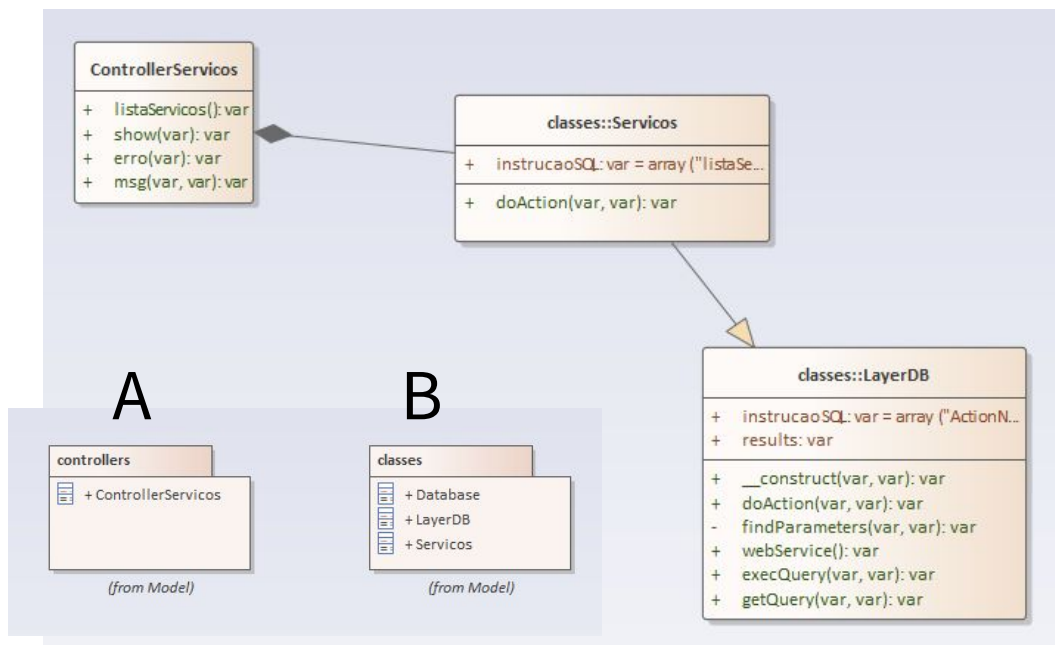 ControllerServicos
+ listaServicos(): var
+ show(var): var
+ erro(var): var
+ msg(var, var): var
classes::Servicos
+ instrucaoSQL: var = array ("listaSe...
+ doAction(var, var): var
classes::LayerDB
+ instrucaoSQL: var = array ("ActionN...
+ results: var
+ __construct(var, var): var
+ doAction(var, var): var
- findParameters(var, var): var
+ webService(): var
+ execQuery(var, var): var
+ getQuery(var, var): var
A
controllers
+ ControllerServicos
(from Model)
B
classes
+ Database
+ LayerDB
+ Servicos
(from Model)